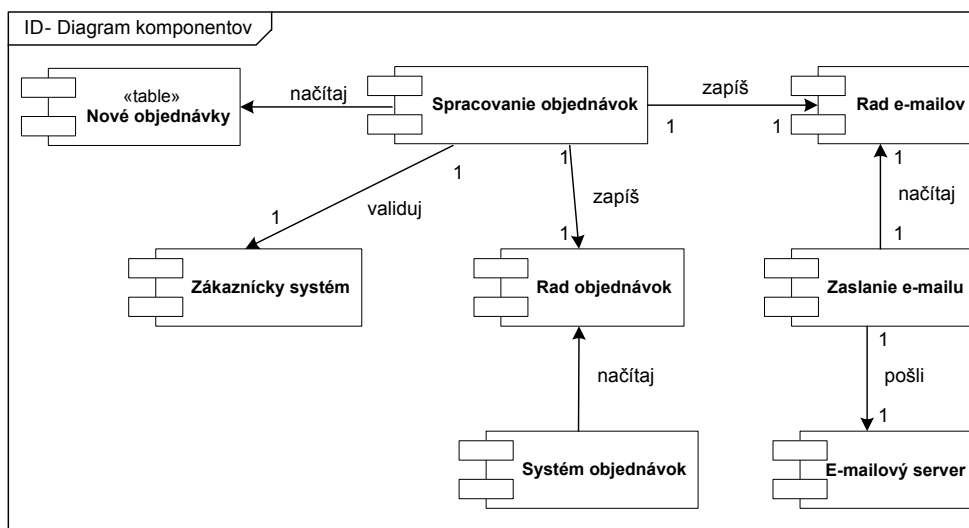 ID- Diagram komponentov
«table»
Nové objednávky
načítaj
Spracovanie objednávok
zapíš
1
1
Rad e-mailov
1
validuj
1
1
zapíš
1
1
načítaj
1
Zákaznícky systém
Rad objednávok
Zaslanie e-mailu
načítaj
1
pošli
1
Systém objednávok
E-mailový server